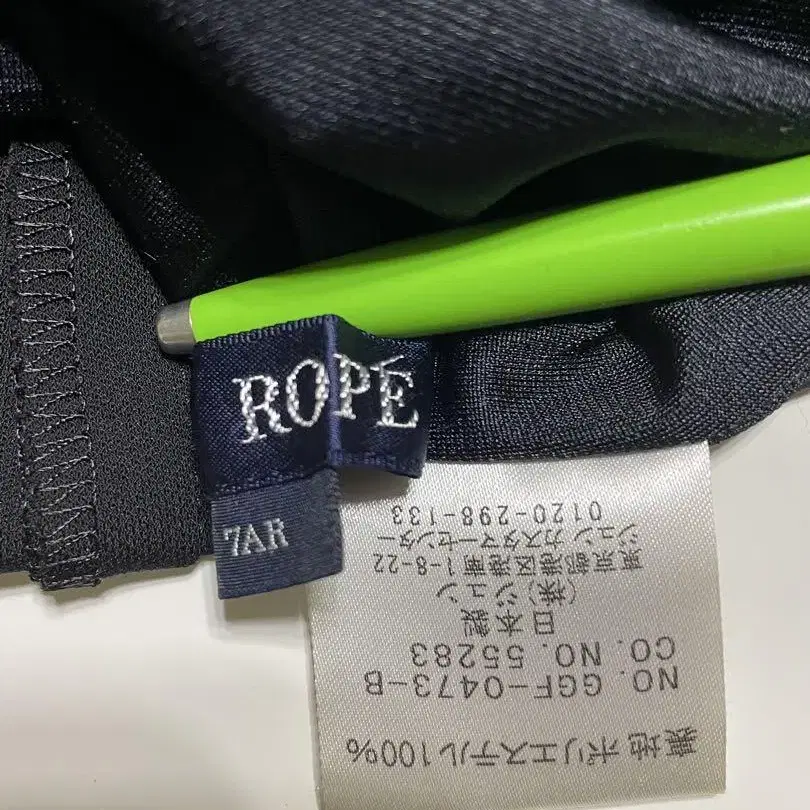 ROPÉ
7AR
裏地 ポリエステル100%
NO. GGF-0473-B
CO. NO. 55283
日本製
(株)ジュン
東京都港区港南1-8-22
ジュンカスタマーセンター
0120-298-133